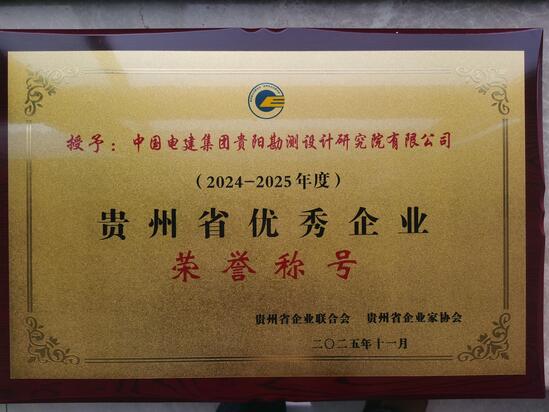 授予：中国电建集团贵阳勘测设计研究院有限公司
（2024-2025年度）
贵州省优秀企业
荣誉称号
贵州省企业联合会 贵州省企业家协会
二〇二五年十一月